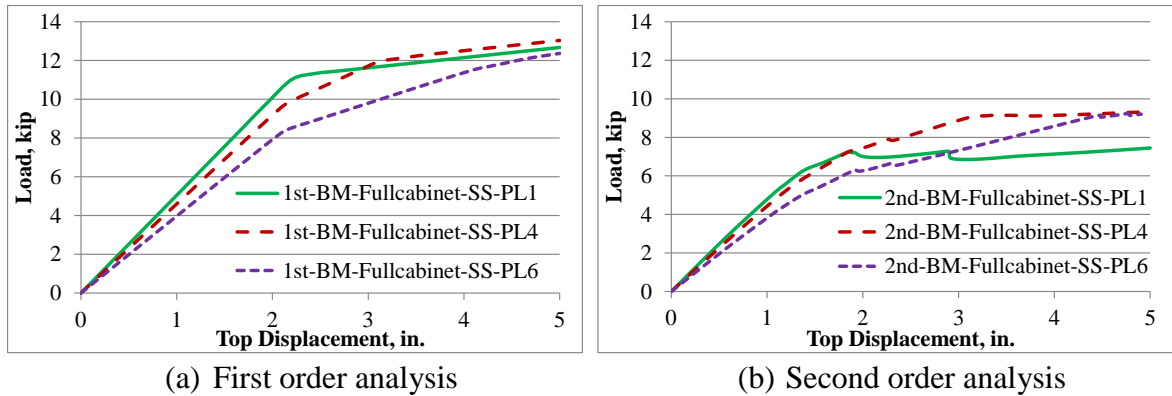 14
12
10
8
6
4
2
0
Load, kip
1st-BM-Fullcabinet-SS-PL1
1st-BM-Fullcabinet-SS-PL4
1st-BM-Fullcabinet-SS-PL6
0 1 2 3 4 5
Top Displacement, in.
(a) First order analysis
14
12
10
8
6
4
2
0
Load, kip
2nd-BM-Fullcabinet-SS-PL1
2nd-BM-Fullcabinet-SS-PL4
2nd-BM-Fullcabinet-SS-PL6
0 1 2 3 4 5
Top Displacement, in.
(b) Second order analysis